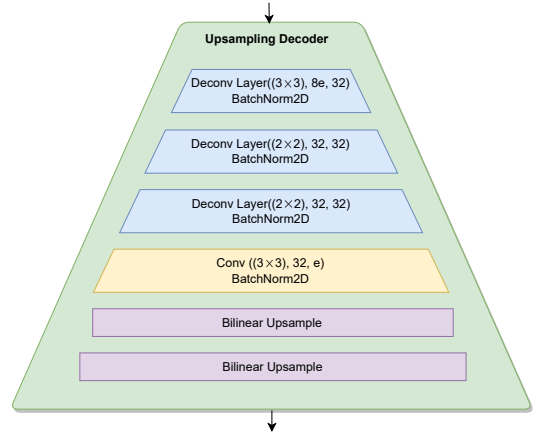 Upsampling Decoder
Deconv Layer((3×3), 8e, 32)
BatchNorm2D
Deconv Layer((2×2), 32, 32)
BatchNorm2D
Deconv Layer((2×2), 32, 32)
BatchNorm2D
Conv ((3×3), 32, e)
BatchNorm2D
Bilinear Upsample
Bilinear Upsample